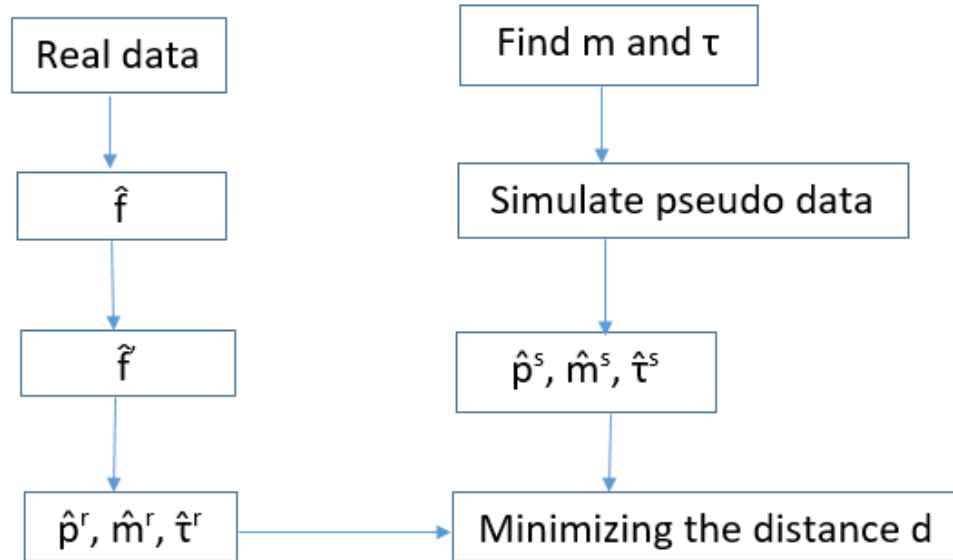 Real data
f̂
f̃'
p̂ʳ, m̂ʳ, τ̂ʳ
Find m and τ
Simulate pseudo data
p̂ˢ, m̂ˢ, τ̂ˢ
Minimizing the distance d